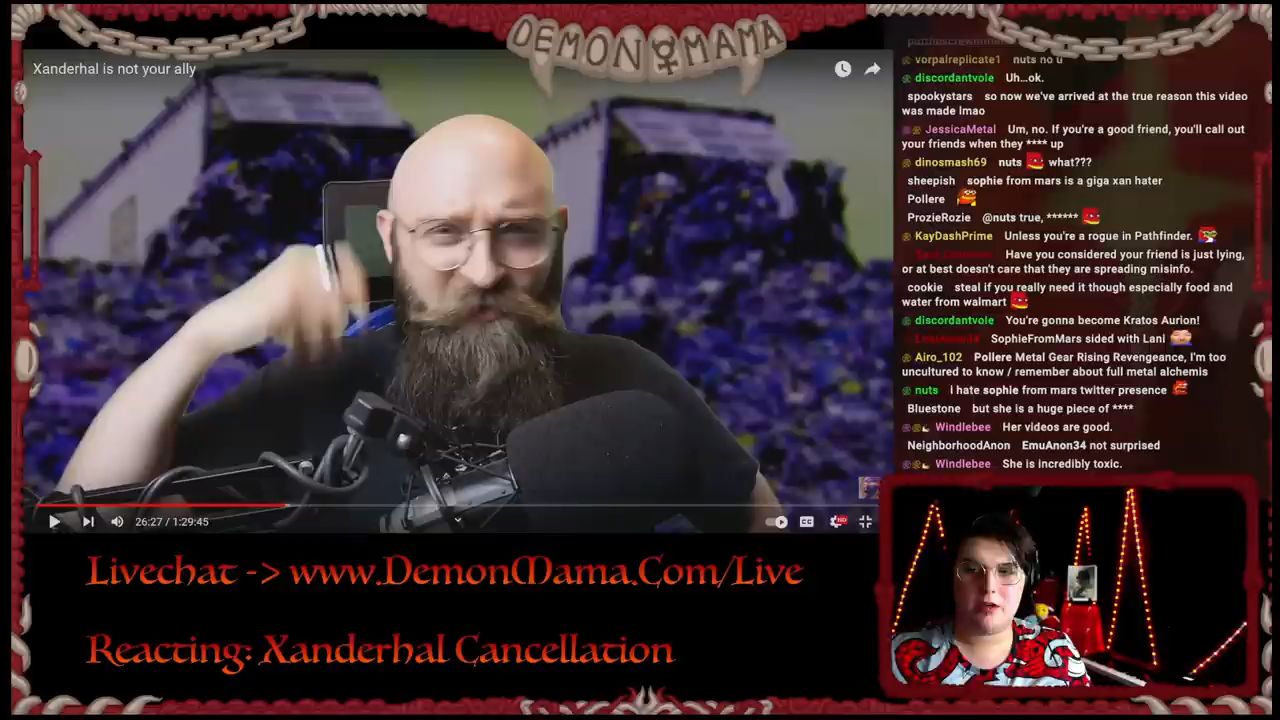 DEMON MAMA
Xanderhal is not your ally
vorpalreplicate1 nuts no u
discordantvole Uh...ok.
spookystars so now we've arrived at the true reason this video
was made lmao
JessicaMetal Um, no. If you're a good friend, you'll call out
your friends when they **** up
dinosmash69 nuts what???
sheepish sophie from mars is a giga xan hater
Pollere
ProzieRozie @nuts true, ******
KayDashPrime Unless you're a rogue in Pathfinder.
Have you considered your friend is just lying,
or at best doesn't care that they are spreading misinfo.
cookie steal if you really need it though especially food and
water from walmart
discordantvole You're gonna become Kratos Aurion!
EmuAnon34 SophieFromMars sided with Lani
Airo_102 Pollere Metal Gear Rising Revengeance, I'm too
uncultured to know / remember about full metal alchemis
nuts i hate sophie from mars twitter presence
Bluestone but she is a huge piece of ****
Windlebee Her videos are good.
NeighborhoodAnon EmuAnon34 not surprised
Windlebee She is incredibly toxic.
26:27 / 1:29:45
CC
HD
Livechat -> www.DemonMama.Com/Live
Reacting: Xanderhal Cancellation